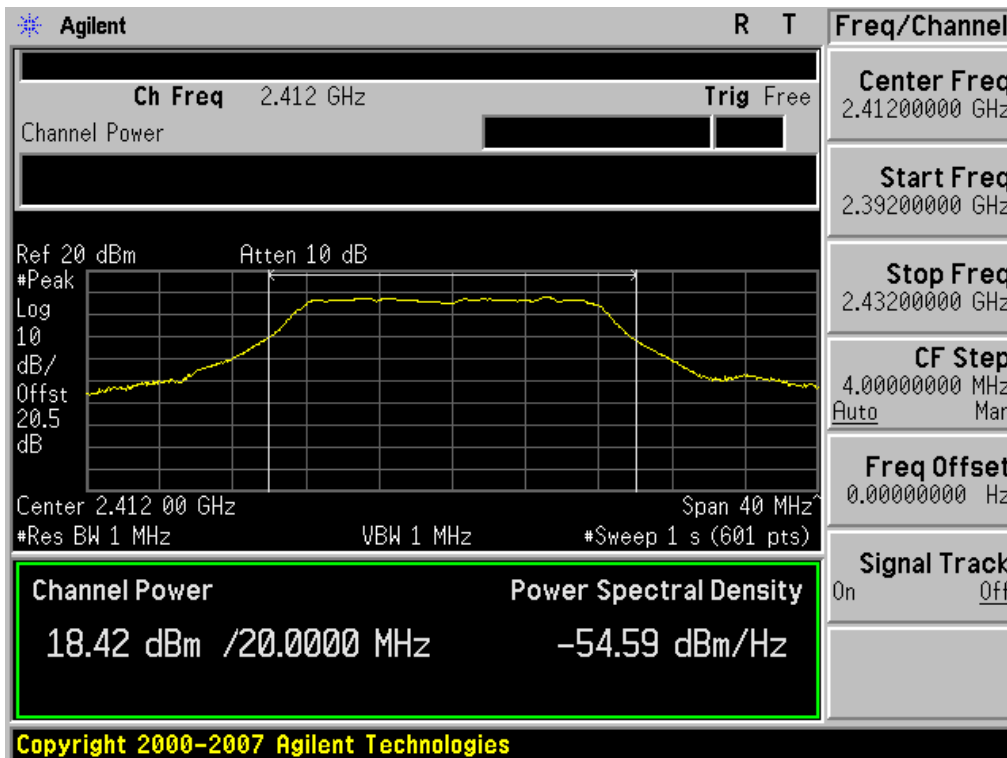 Agilent R T
Ch Freq 2.412 GHz Trig Free
Channel Power
Ref 20 dBm Atten 10 dB
#Peak
Log
10
dB/
Offst
20.5
dB
Center 2.412 00 GHz Span 40 MHz^
#Res BW 1 MHz VBW 1 MHz #Sweep 1 s (601 pts)
Channel Power Power Spectral Density
18.42 dBm /20.0000 MHz -54.59 dBm/Hz
Copyright 2000-2007 Agilent Technologies
Freq/Channel
Center Freq
2.41200000 GHz
Start Freq
2.39200000 GHz
Stop Freq
2.43200000 GHz
CF Step
4.00000000 MHz
Auto Man
Freq Offset
0.00000000 Hz
Signal Track
On Off